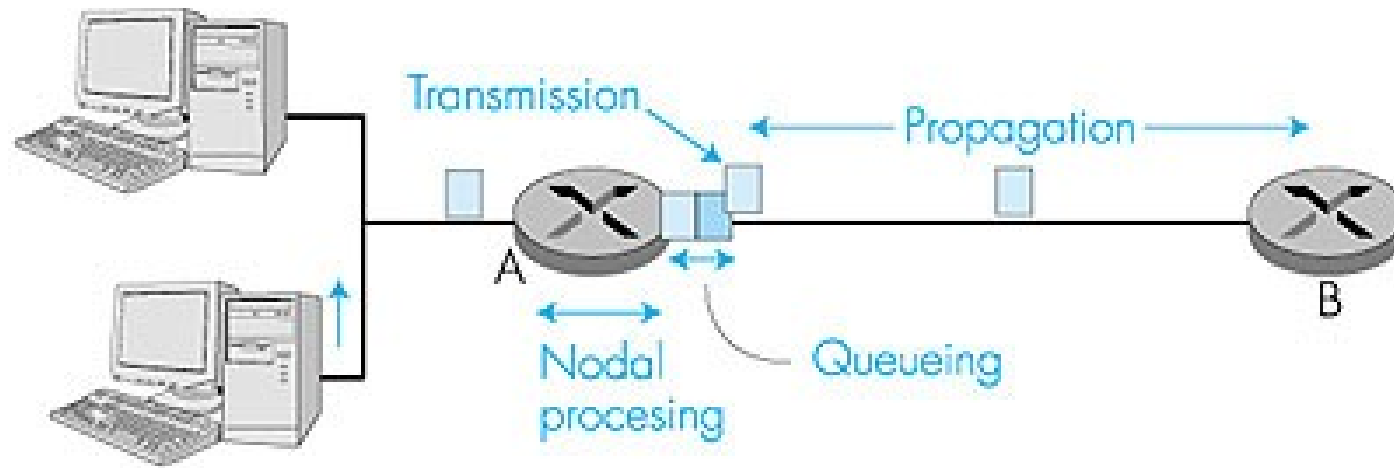 Transmission
Propagation
A
B
Nodal
procesing
Queueing